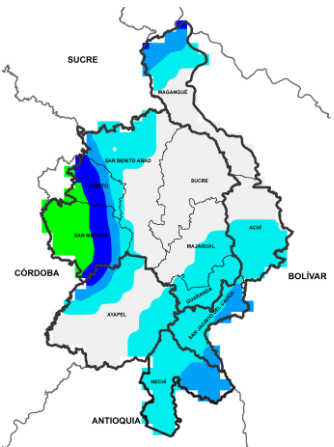 SUCRE
MAGANGUÉ
SAN BENITO ABAD
CAIMITO
SUCRE
SAN MARCOS
ACHÍ
MAJAGUAL
CÓRDOBA
BOLÍVAR
GUARANDA
SAN JACINTO DEL CAUCA
AYAPEL
NECHÍ
ANTIOQUIA